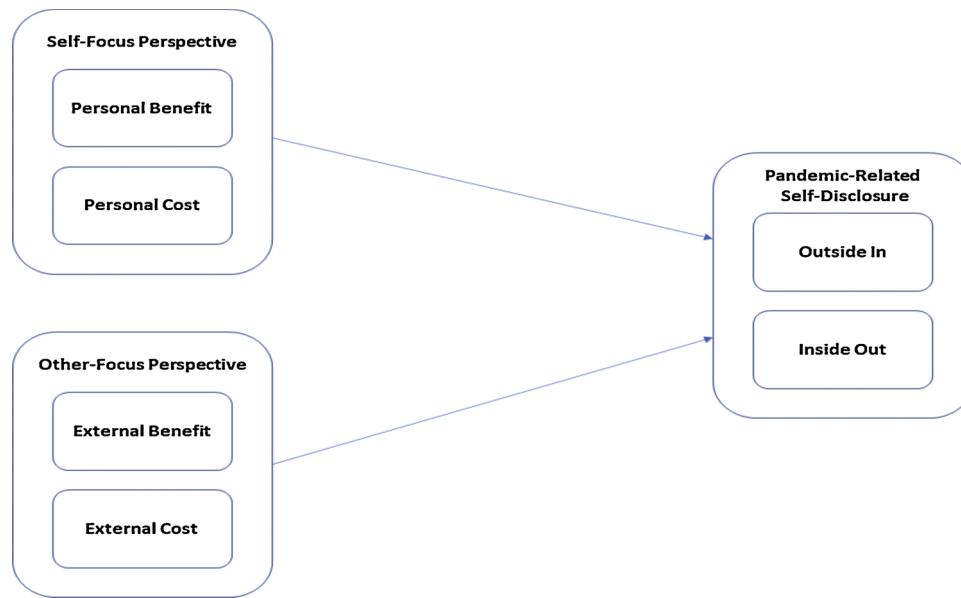 Self-Focus Perspective
Personal Benefit
Personal Cost
Other-Focus Perspective
External Benefit
External Cost
Pandemic-Related
Self-Disclosure
Outside In
Inside Out